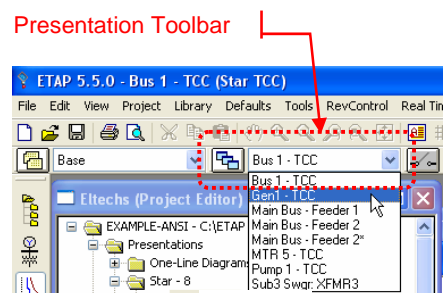 Presentation Toolbar
ETAP 5.5.0 - Bus 1 - TCC (Star TCC)
File Edit View Project Library Defaults Tools RevControl Real Tim
Base Bus 1 - TCC
Bus 1 - TCC
Gen1 - TCC
Main Bus - Feeder 1
Main Bus - Feeder 2
Main Bus - Feeder 2*
MTR 5 - TCC
Pump 1 - TCC
Sub3 Swgr: XFMR3
Eltechs (Project Editor)
EXAMPLE-ANSI - C:\ETAP
Presentations
One-Line Diagrams
Star - 8